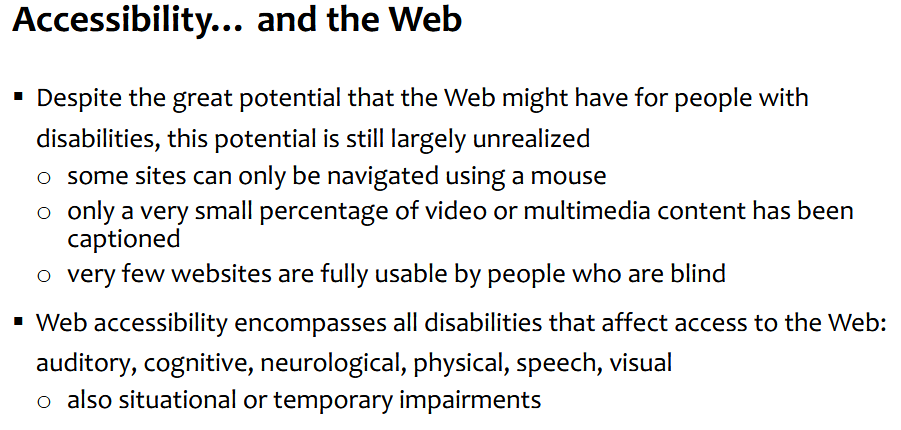 Accessibility... and the Web
▪ Despite the great potential that the Web might have for people with
disabilities, this potential is still largely unrealized
o some sites can only be navigated using a mouse
o only a very small percentage of video or multimedia content has been
captioned
o very few websites are fully usable by people who are blind
▪ Web accessibility encompasses all disabilities that affect access to the Web:
auditory, cognitive, neurological, physical, speech, visual
o also situational or temporary impairments